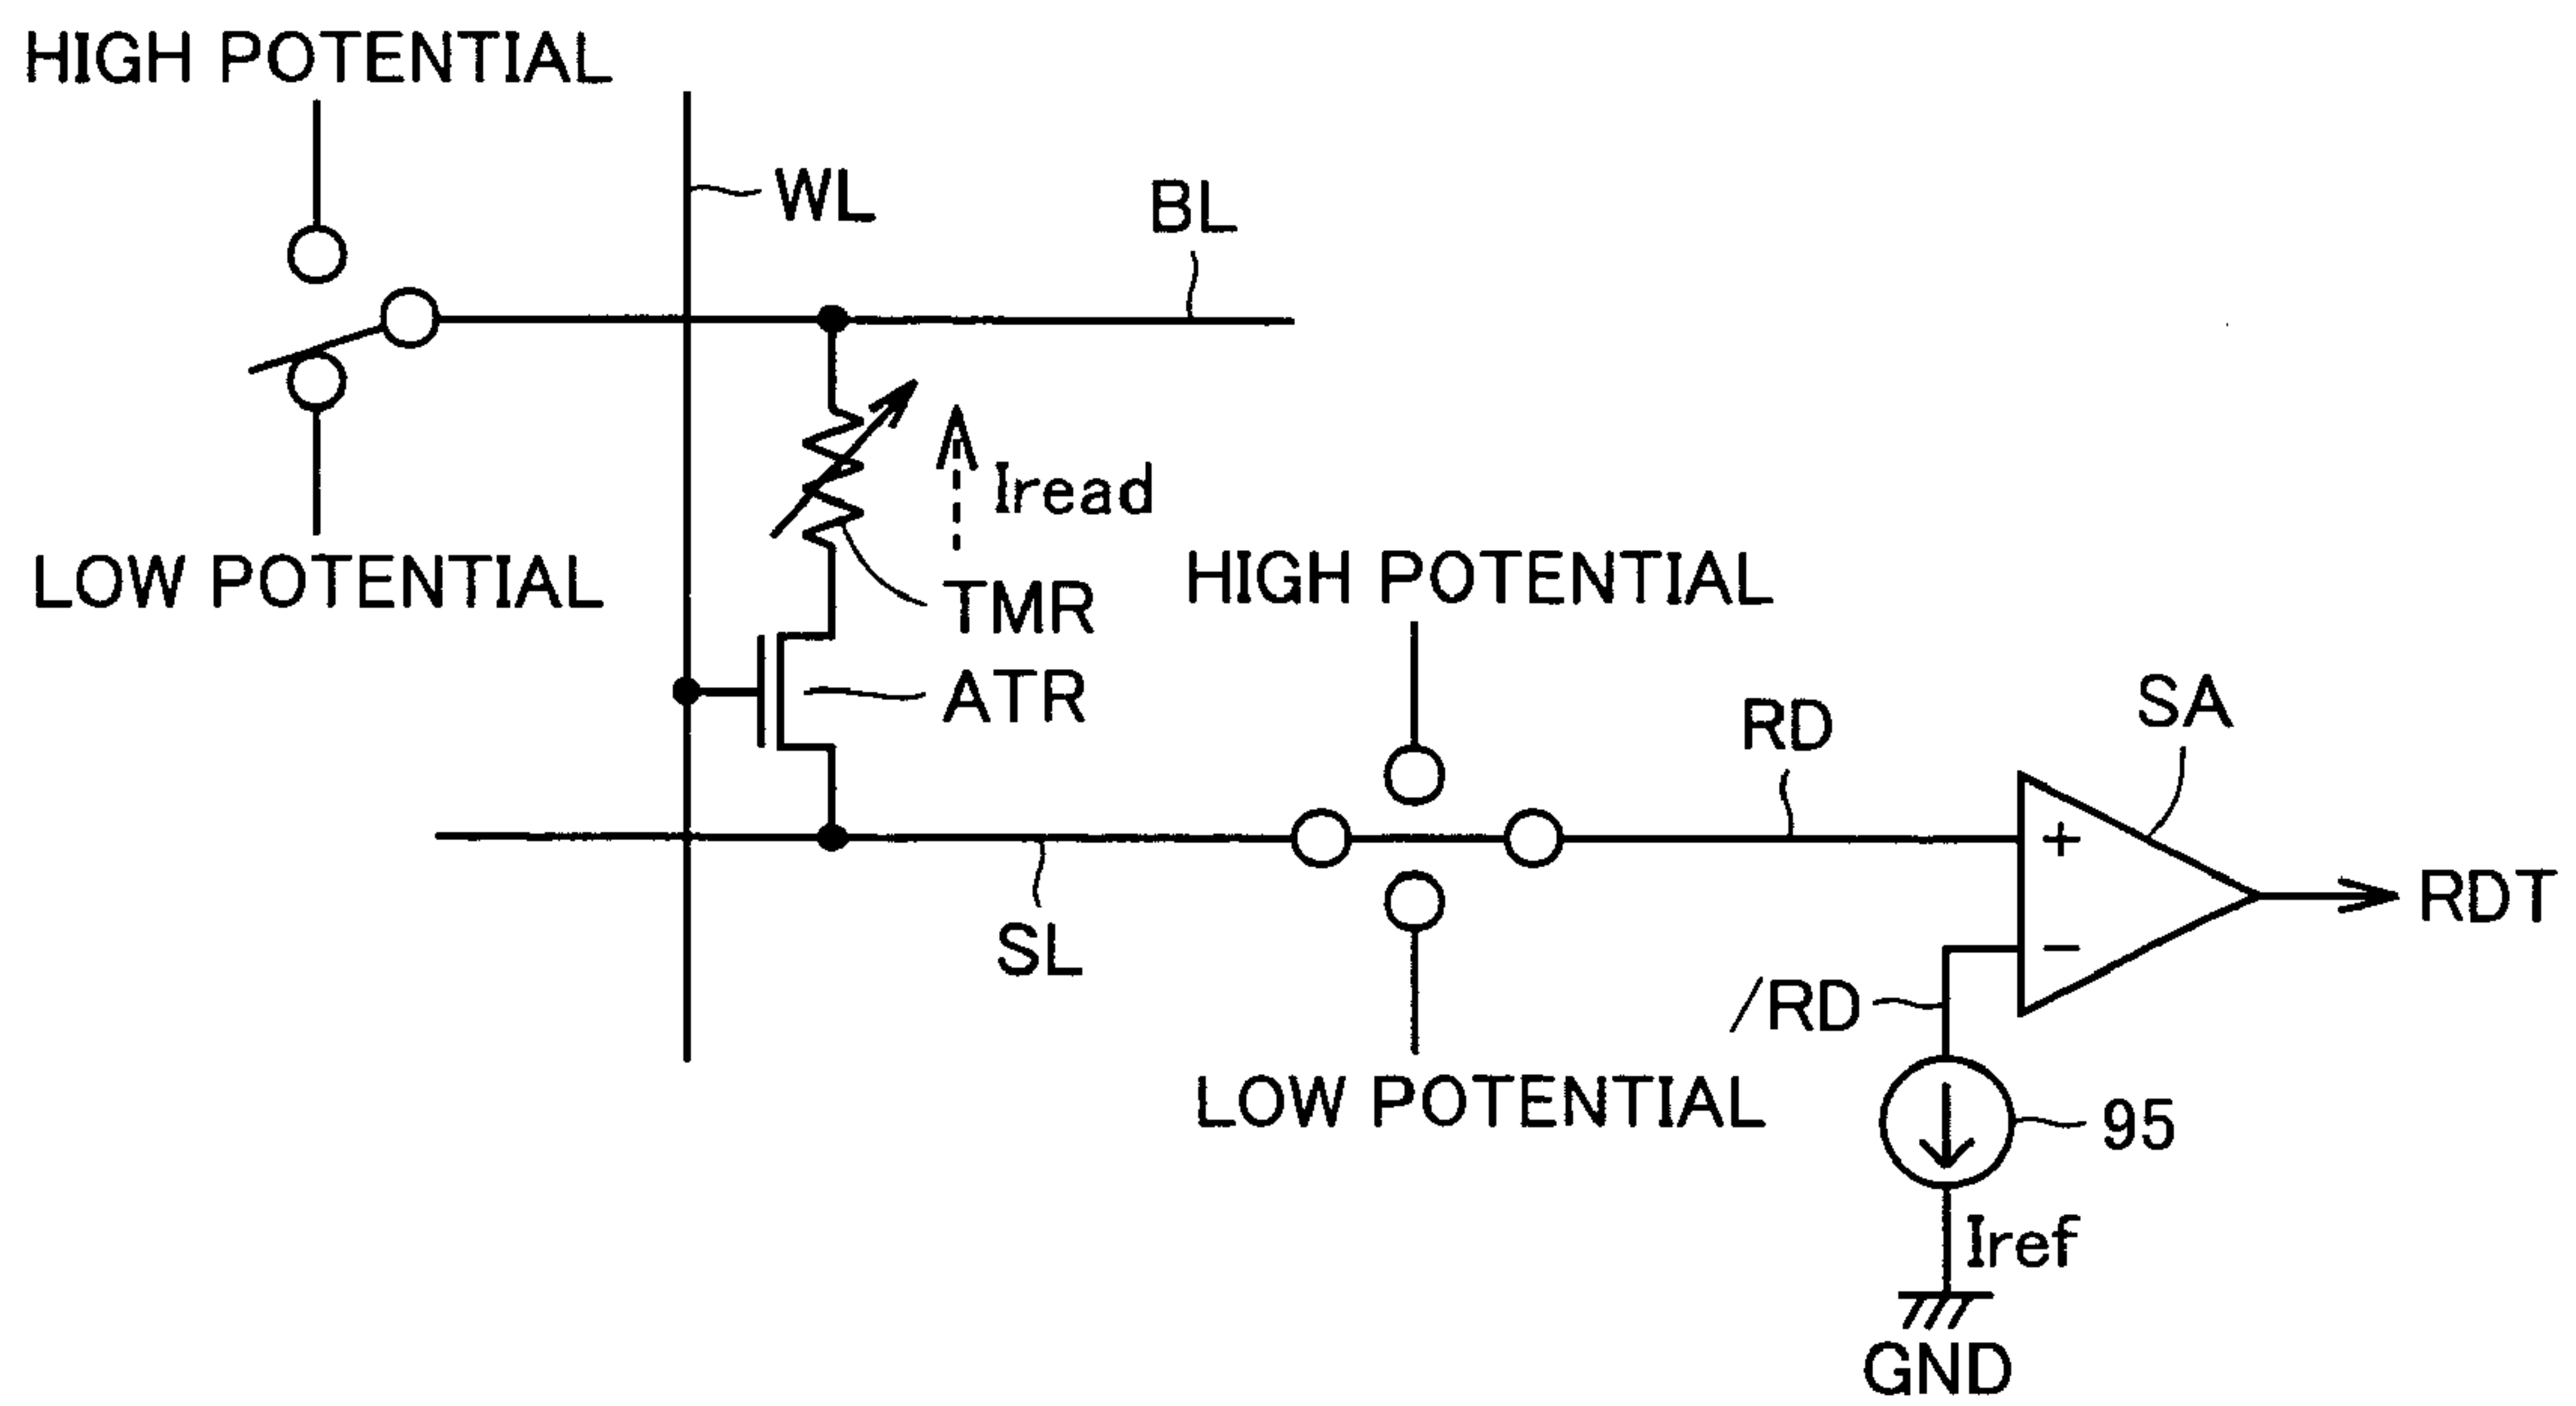 HIGH POTENTIAL
WL
BL
Iread
LOW POTENTIAL
HIGH POTENTIAL
TMR
ATR
RD
SA
+
RDT
SL
−
/RD
LOW POTENTIAL
95
Iref
GND